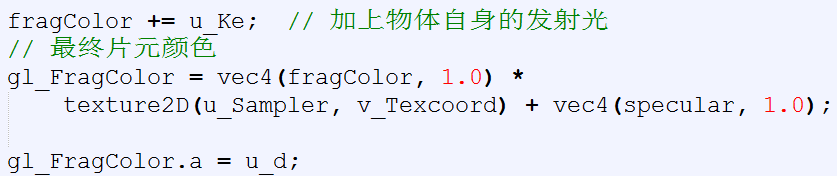 fragColor += u_Ke;  // 加上物体自身的发射光
// 最终片元颜色
gl_FragColor = vec4(fragColor, 1.0) *
    texture2D(u_Sampler, v_Texcoord) + vec4(specular, 1.0);
gl_FragColor.a = u_d;